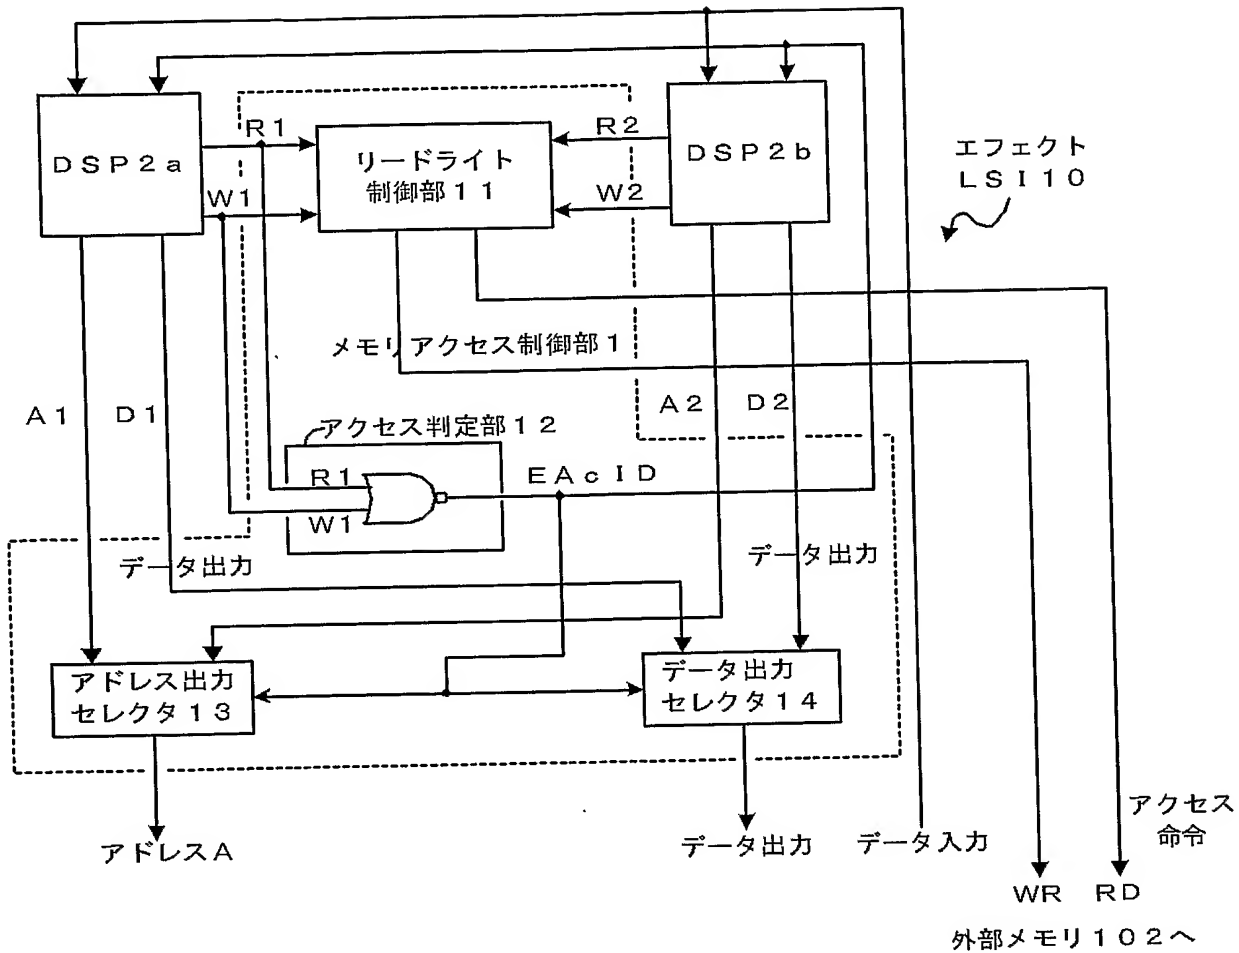 R1
R2
DSP2a
リードライト
制御部11
DSP2b
エフェクト
LSI10
W1
W2
メモリアクセス制御部1
A1
D1
A2
D2
アクセス判定部12
R1
EAcID
W1
データ出力
データ出力
アドレス出力
セレクタ13
データ出力
セレクタ14
アクセス
命令
アドレスA
データ出力
データ入力
WR
RD
外部メモリ102へ